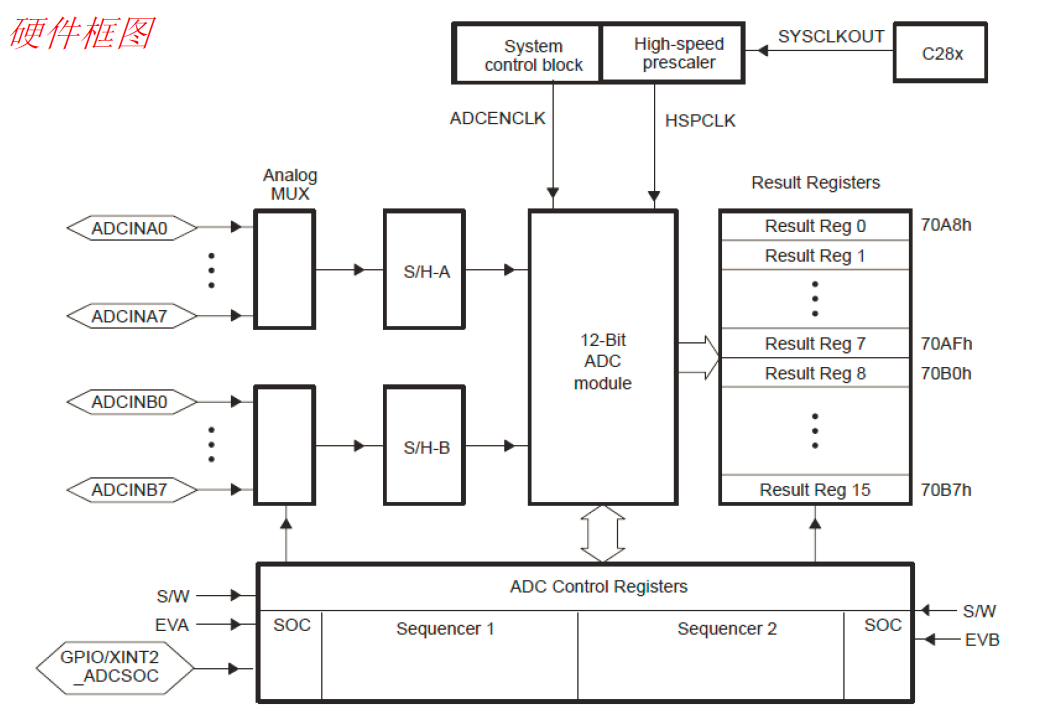 硬件框图
System
control block
High-speed
prescaler
SYSCLKOUT
C28x
ADCENCLK
HSPCLK
Analog
MUX
Result Registers
ADCINA0
ADCINA7
S/H-A
ADCINB0
ADCINB7
S/H-B
12-Bit
ADC
module
Result Reg 0
70A8h
Result Reg 1
Result Reg 7
70AFh
Result Reg 8
70B0h
Result Reg 15
70B7h
ADC Control Registers
S/W
EVA
GPIO/XINT2
_ADCSOC
SOC
Sequencer 1
Sequencer 2
SOC
S/W
EVB